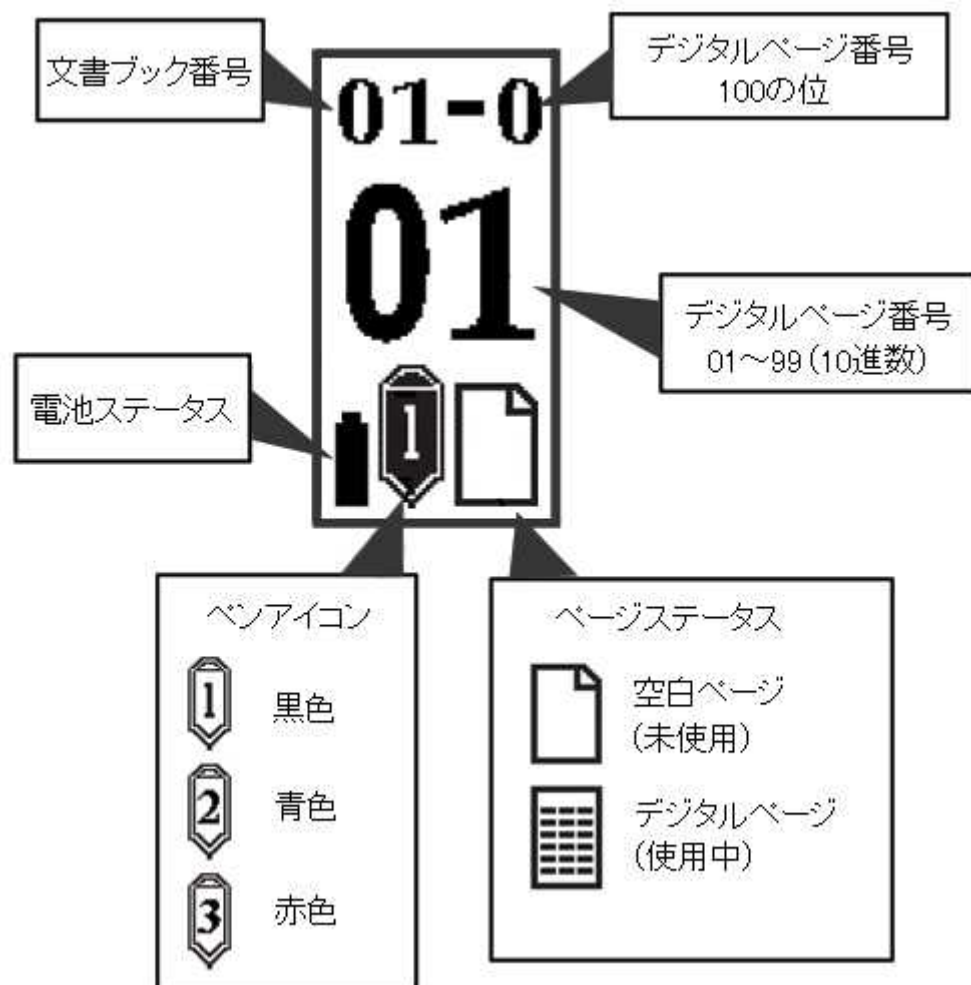 文書ブック番号
デジタルページ番号
100の位
01-0
01
デジタルページ番号
01～99(10進数)
電池ステータス
1
ペンアイコン
1 黒色
2 青色
3 赤色
ページステータス
空白ページ
(未使用)
デジタルページ
(使用中)